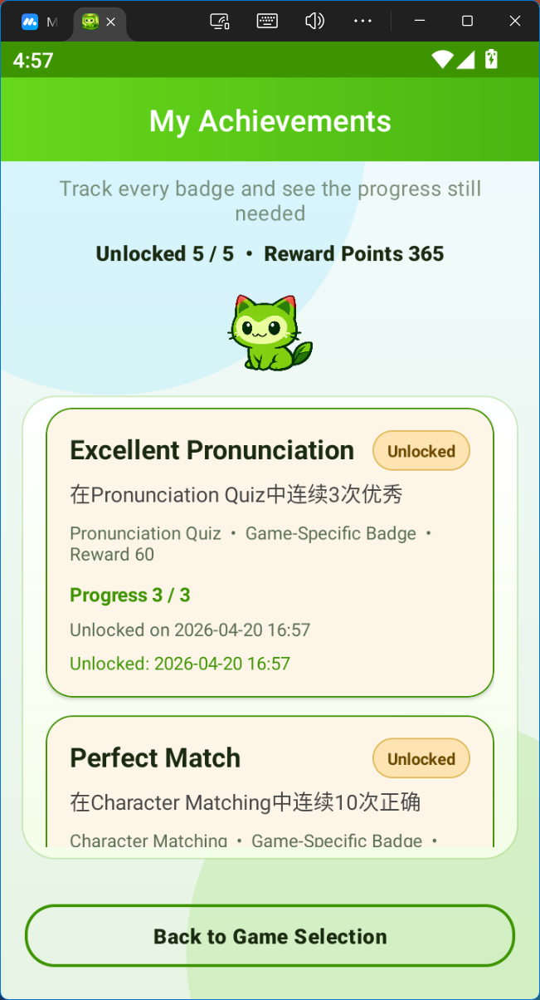 M
4:57
My Achievements
Track every badge and see the progress still
needed
Unlocked 5 / 5 • Reward Points 365
Excellent Pronunciation
Unlocked
在Pronunciation Quiz中连续3次优秀
Pronunciation Quiz • Game-Specific Badge •
Reward 60
Progress 3 / 3
Unlocked on 2026-04-20 16:57
Unlocked: 2026-04-20 16:57
Perfect Match
Unlocked
在Character Matching中连续10次正确
Character Matching • Game-Specific Badge •
Back to Game Selection